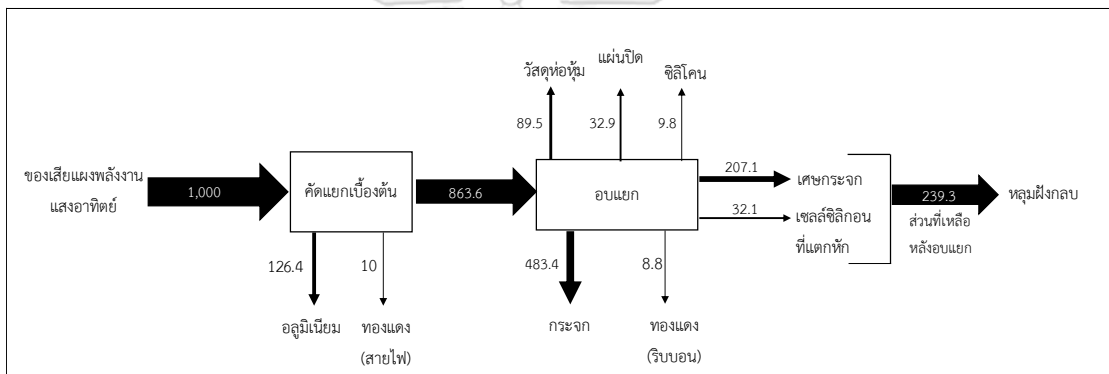 วัสดุห่อหุ้ม
แผ่นปิด
ซิลิโคน
89.5
32.9
9.8
ของเสียแผงพลังงาน
แสงอาทิตย์
1,000
คัดแยกเบื้องต้น
863.6
อบแยก
207.1
เศษกระจก
32.1
เซลล์ซิลิกอน
ที่แตกหัก
239.3
ส่วนที่เหลือ
หลังอบแยก
หลุมฝังกลบ
126.4
10
483.4
8.8
อลูมิเนียม
ทองแดง
(สายไฟ)
กระจก
ทองแดง
(ริบบอน)